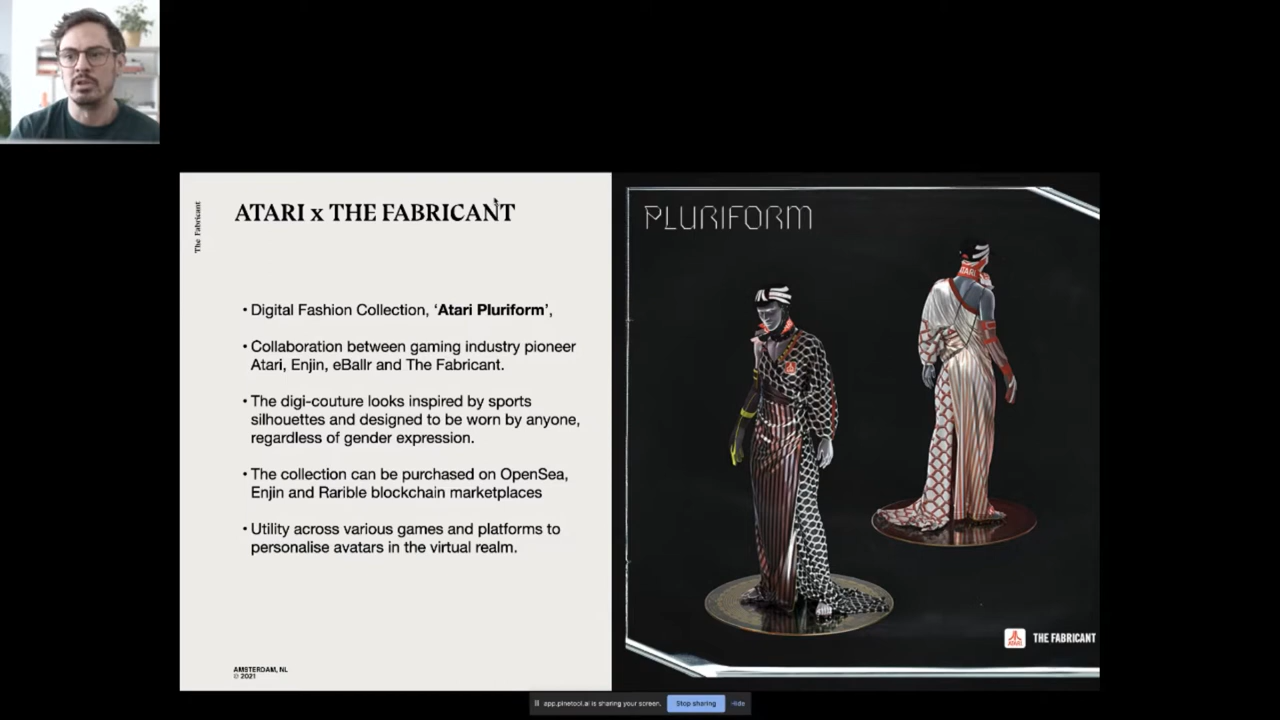 The Fabricant
ATARI x THE FABRICANT
• Digital Fashion Collection, ‘Atari Pluriform’,
• Collaboration between gaming industry pioneer
Atari, Enjin, eBallr and The Fabricant.
• The digi-couture looks inspired by sports
silhouettes and designed to be worn by anyone,
regardless of gender expression.
• The collection can be purchased on OpenSea,
Enjin and Rarible blockchain marketplaces
• Utility across various games and platforms to
personalise avatars in the virtual realm.
AMSTERDAM, NL
© 2021
PLURIFORM
ATARI
ATARI
THE FABRICANT
app.pinetool.ai is sharing your screen.
Stop sharing
Hide